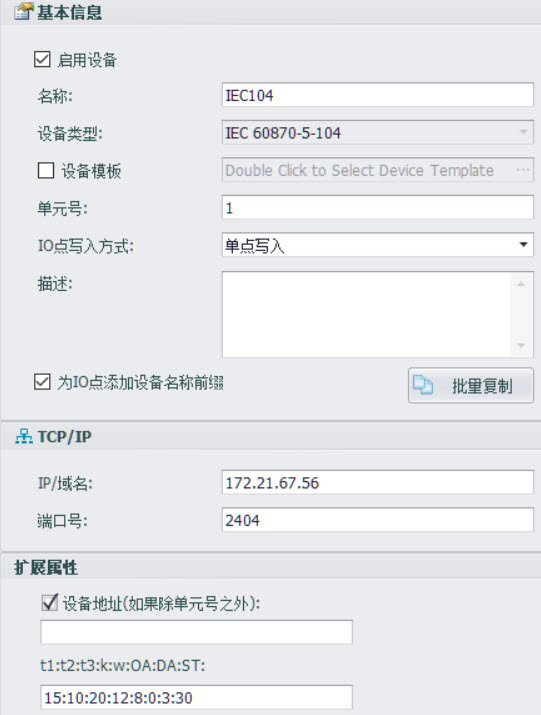 基本信息
启用设备
名称: IEC104
设备类型: IEC 60870-5-104
设备模板 Double Click to Select Device Template ...
单元号: 1
IO点写入方式: 单点写入
描述:
为IO点添加设备名称前缀 批量复制
TCP/IP
IP/域名: 172.21.67.56
端口号: 2404
扩展属性
设备地址(如果除单元号之外):
t1:t2:t3:k:w:OA:DA:ST:
15:10:20:12:8:0:3:30